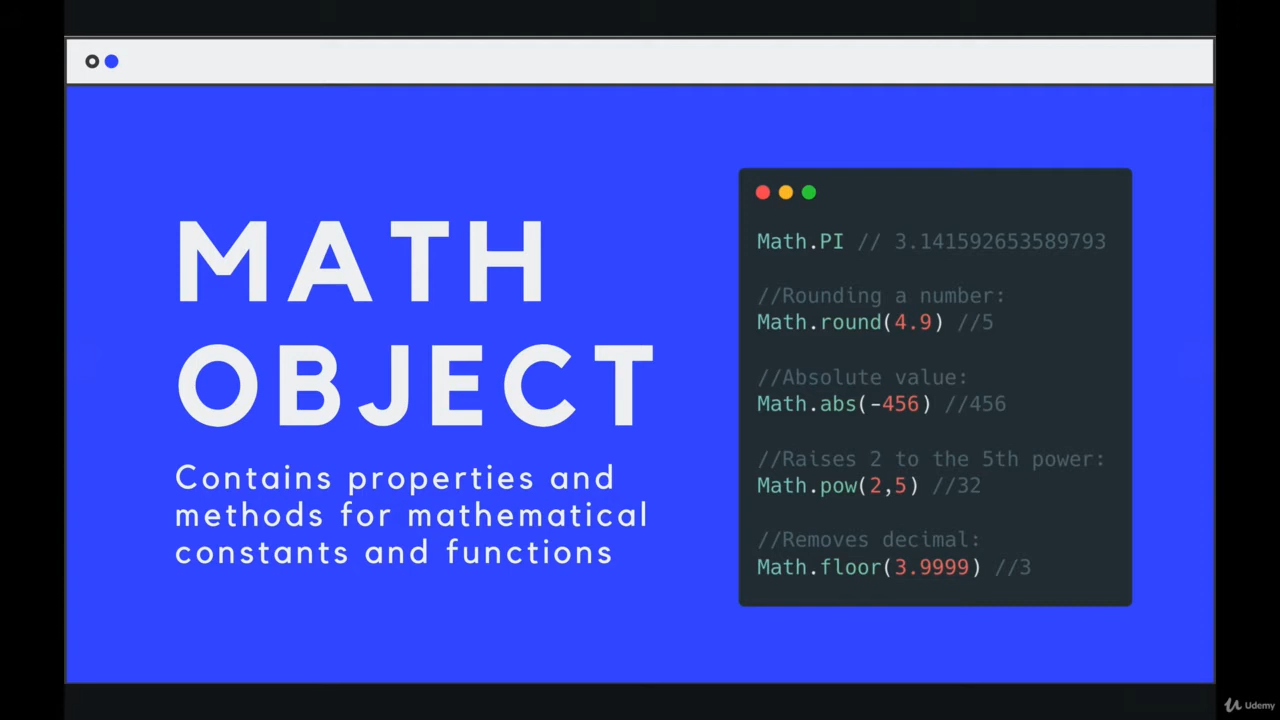 MATH
OBJECT
Contains properties and
methods for mathematical
constants and functions
Math.PI // 3.141592653589793
//Rounding a number:
Math.round(4.9) //5
//Absolute value:
Math.abs(-456) //456
//Raises 2 to the 5th power:
Math.pow(2,5) //32
//Removes decimal:
Math.floor(3.9999) //3
Udemy